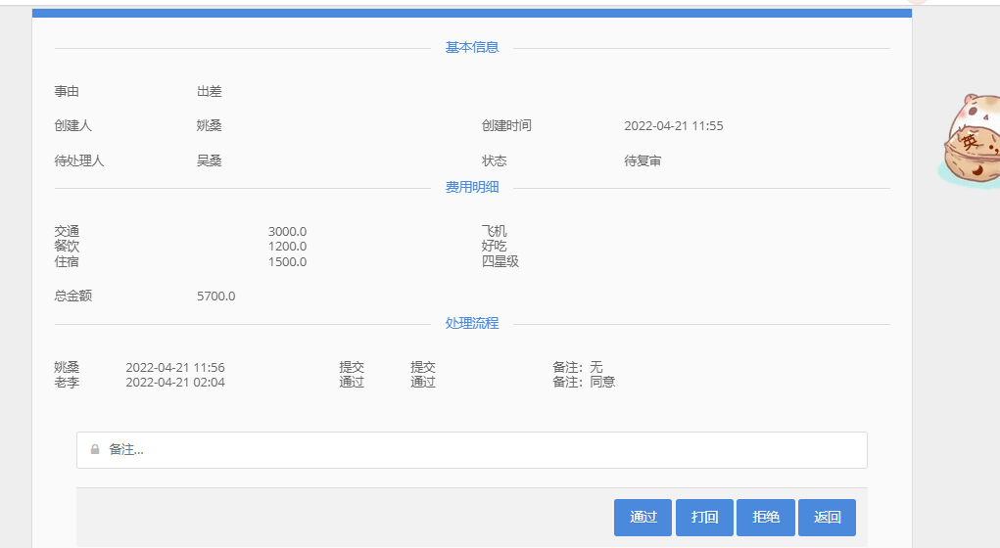 基本信息
事由 出差
创建人 姚桑 创建时间 2022-04-21 11:55
待处理人 吴桑 状态 待复审
费用明细
交通 3000.0 飞机
餐饮 1200.0 好吃
住宿 1500.0 四星级
总金额 5700.0
处理流程
姚桑 2022-04-21 11:56 提交 提交 备注：无
老李 2022-04-21 02:04 通过 通过 备注：同意
备注...
通过 打回 拒绝 返回
英